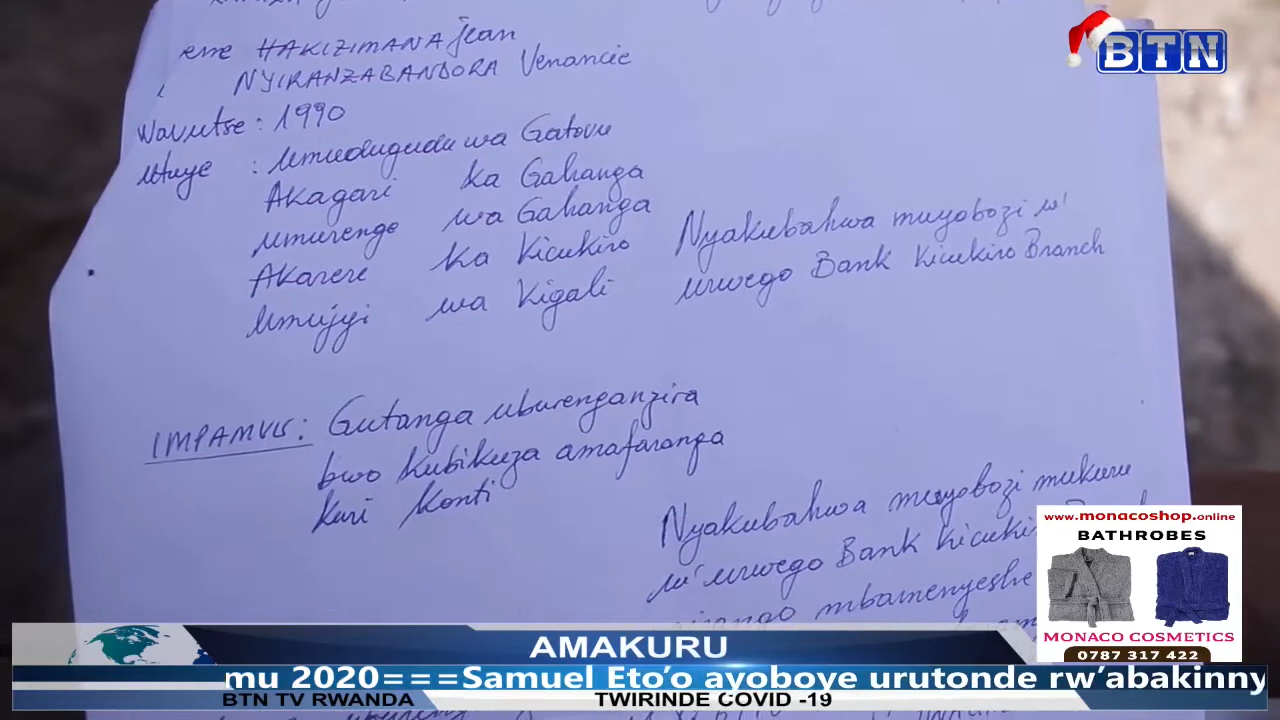 ene HAKIZIMANA Jean
NYIRANZABANDORA Venancie
Wavutse : 1990
Utuye : Umudugudu wa Gatovu
Akagari ka Gahanga
Umurenge wa Gahanga
Akarere ka Kicukiro
Umujyi wa Kigali
Nyakubahwa muyobozi w'
urwego Bank Kicukiro Branch
IMPAMVU: Gutanga uburenganzira
bwo kubikuza amafaranga
kuri konti
Nyakubahwa muyobozi mukuru
w' urwego Bank Kicukiro
mbamenyeshe
BTN
www.monacoshop.online
BATHROBES
MONACO COSMETICS
0787 317 422
AMAKURU
mu 2020===Samuel Eto'o ayoboye urutonde rw'abakinny
BTN TV RWANDA
TWIRINDE COVID -19